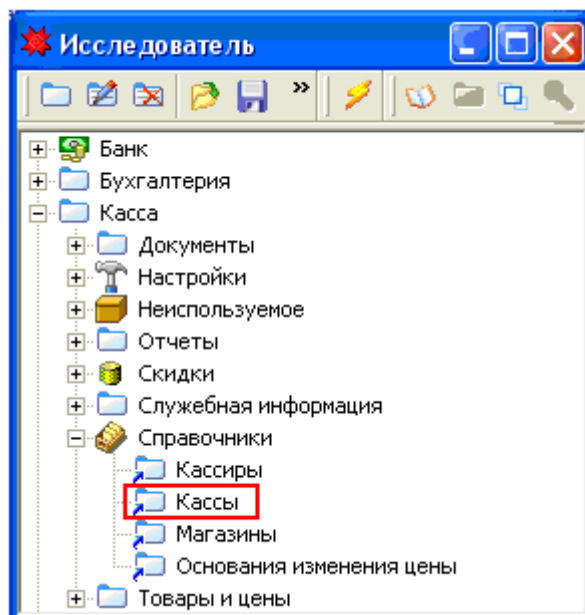 Исследователь
Банк
Бухгалтерия
Касса
Документы
Настройки
Неиспользуемое
Отчеты
Скидки
Служебная информация
Справочники
Кассиры
Кассы
Магазины
Основания изменения цены
Товары и цены